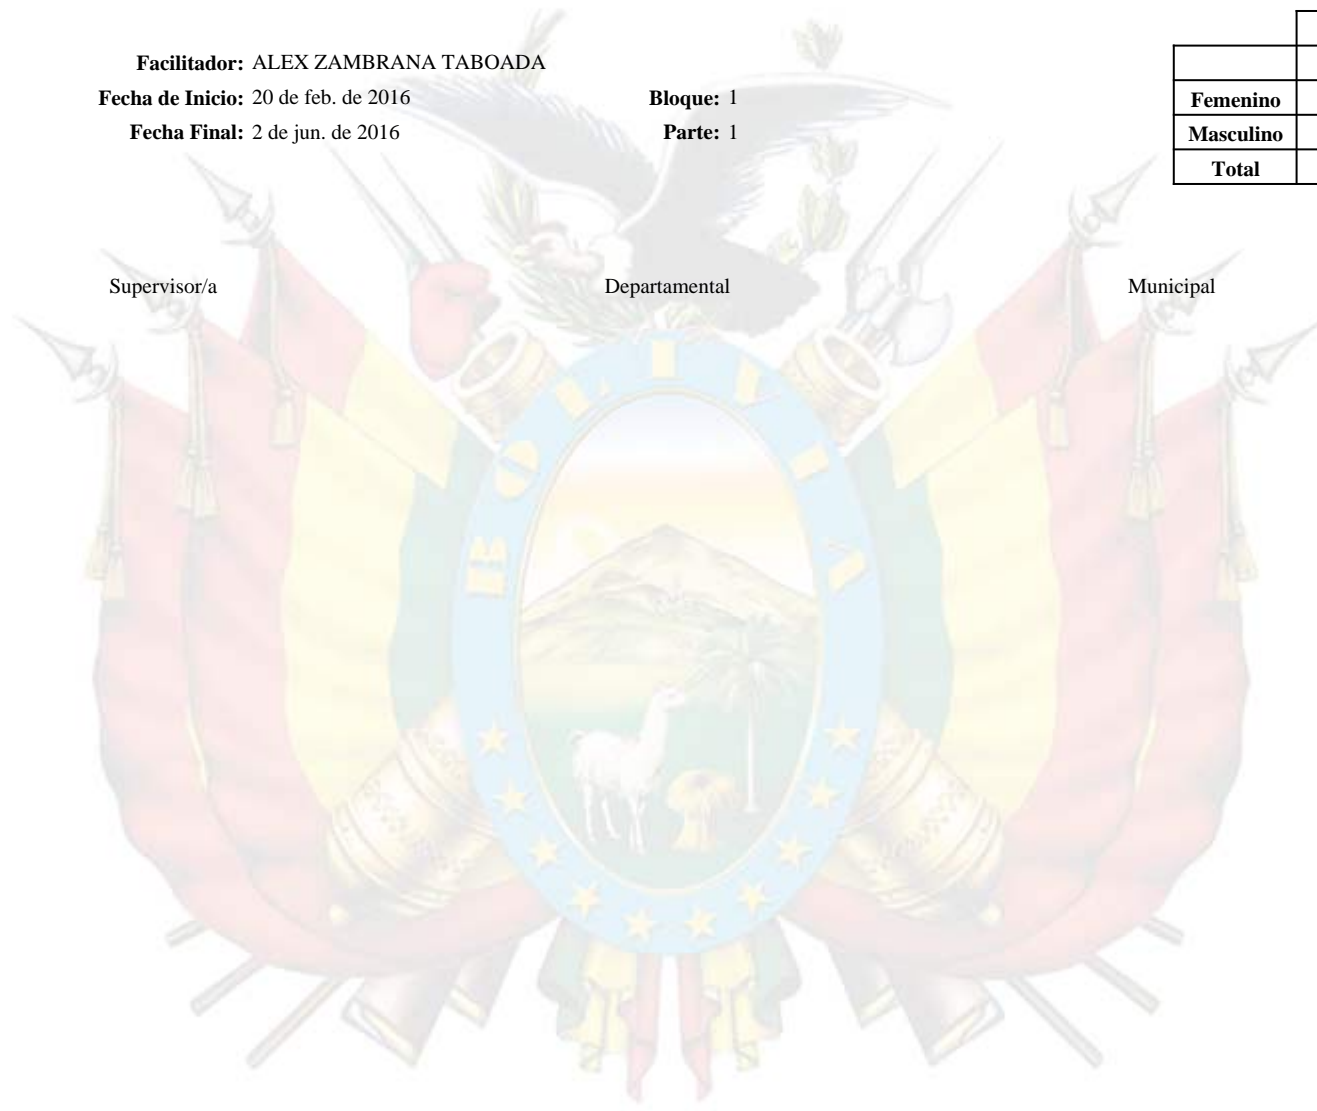 Facilitador: ALEX ZAMBRANA TABOADA
Fecha de Inicio: 20 de feb. de 2016 Bloque: 1
Femenino
Fecha Final: 2 de jun. de 2016 Parte: 1
Masculino
Total
Supervisor/a Departamental Municipal
BOLIVIA